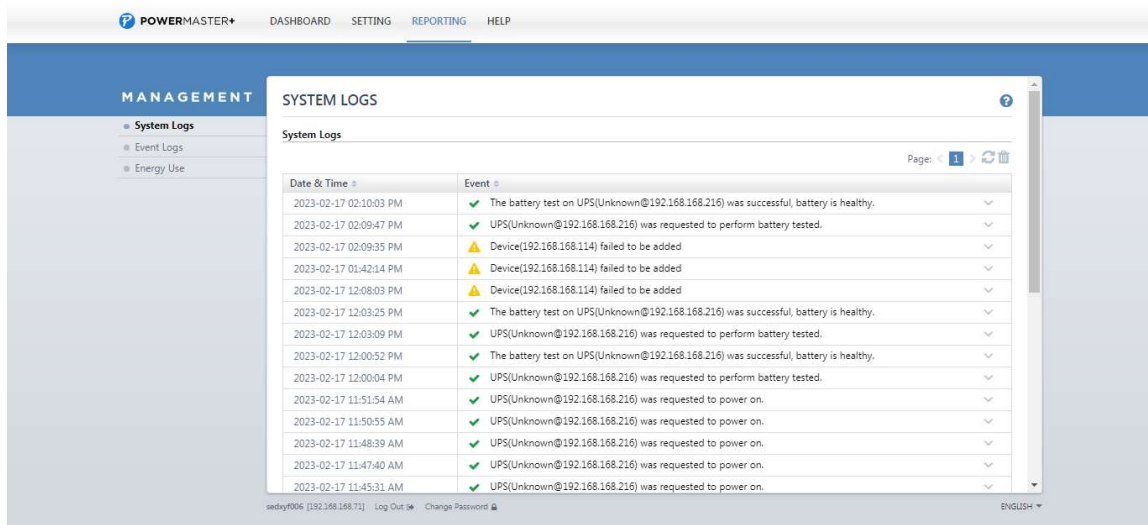 POWERMASTER+ DASHBOARD SETTING REPORTING HELP
MANAGEMENT
System Logs
Event Logs
Energy Use
SYSTEM LOGS
System Logs
Page: < 1 >
Date & Time Event
2023-02-17 02:10:03 PM The battery test on UPS(Unknown@192.168.168.216) was successful, battery is healthy.
2023-02-17 02:09:47 PM UPS(Unknown@192.168.168.216) was requested to perform battery tested.
2023-02-17 02:09:35 PM Device(192.168.168.114) failed to be added
2023-02-17 01:42:14 PM Device(192.168.168.114) failed to be added
2023-02-17 12:08:03 PM Device(192.168.168.114) failed to be added
2023-02-17 12:03:25 PM The battery test on UPS(Unknown@192.168.168.216) was successful, battery is healthy.
2023-02-17 12:03:09 PM UPS(Unknown@192.168.168.216) was requested to perform battery tested.
2023-02-17 12:00:52 PM The battery test on UPS(Unknown@192.168.168.216) was successful, battery is healthy.
2023-02-17 12:00:04 PM UPS(Unknown@192.168.168.216) was requested to perform battery tested.
2023-02-17 11:51:54 AM UPS(Unknown@192.168.168.216) was requested to power on.
2023-02-17 11:50:55 AM UPS(Unknown@192.168.168.216) was requested to power on.
2023-02-17 11:48:39 AM UPS(Unknown@192.168.168.216) was requested to power on.
2023-02-17 11:47:40 AM UPS(Unknown@192.168.168.216) was requested to power on.
2023-02-17 11:45:31 AM UPS(Unknown@192.168.168.216) was requested to power on.
sedxyf006 [192.168.168.71] Log Out Change Password ENGLISH